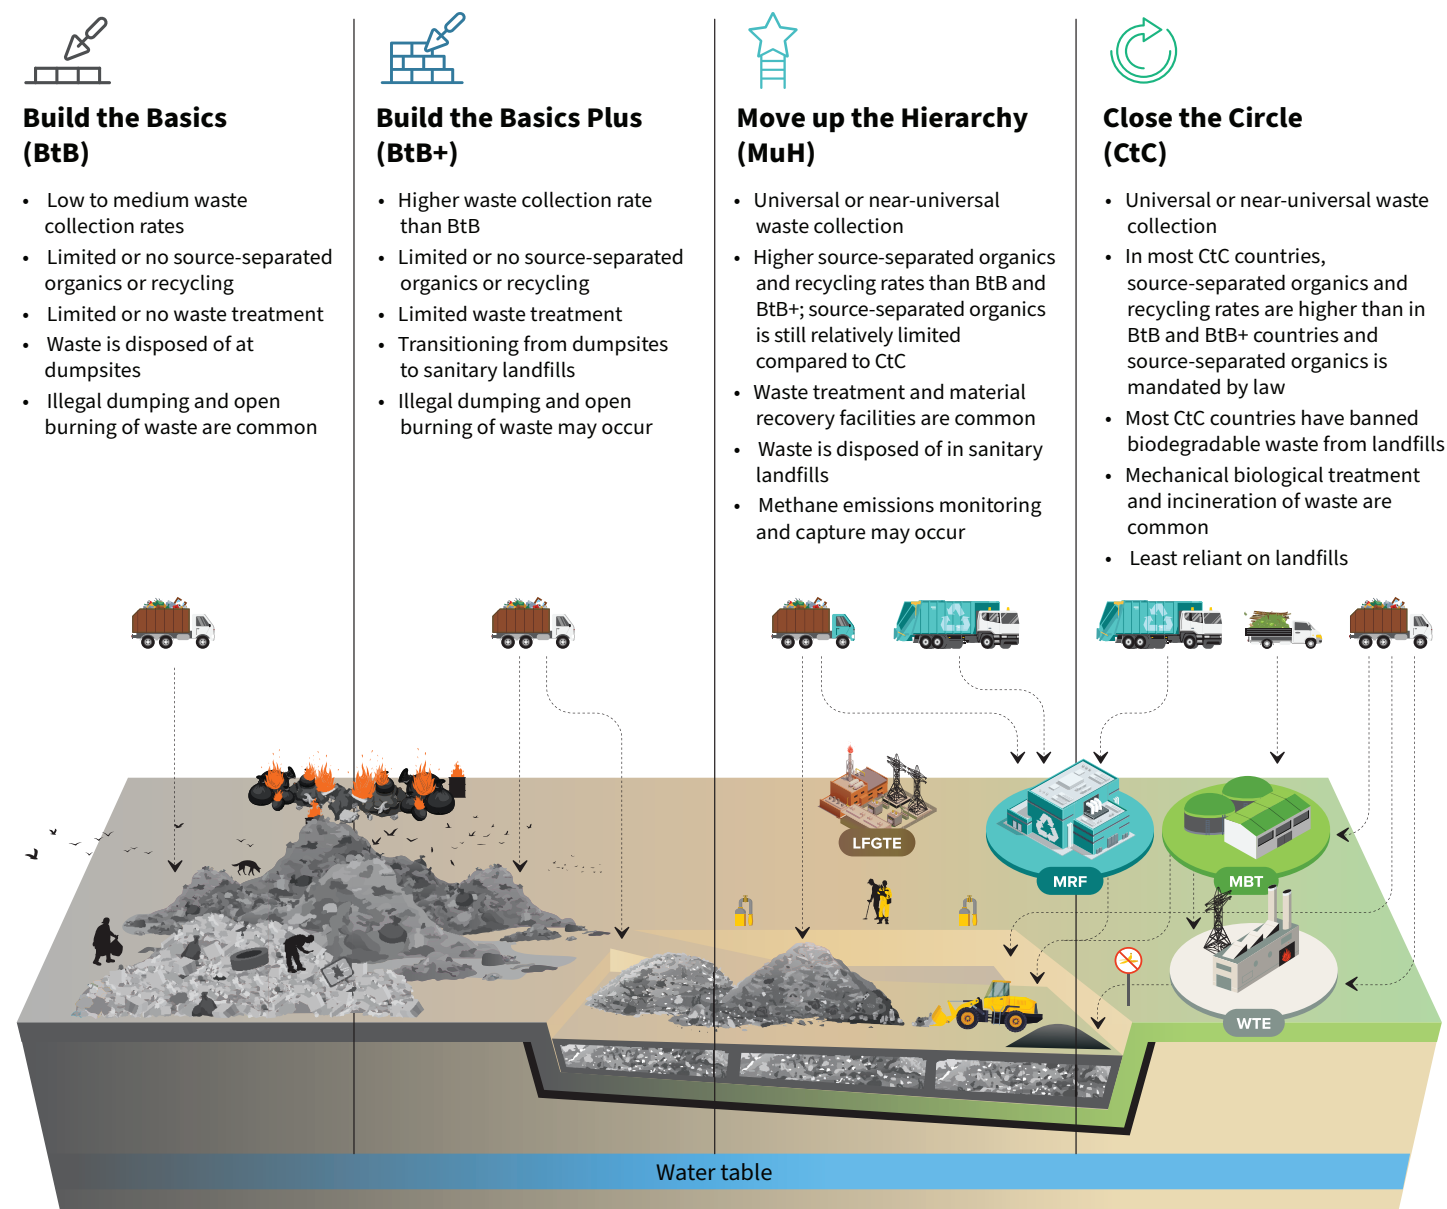 Build the Basics
(BtB)
• Low to medium waste
collection rates
• Limited or no source-separated
organics or recycling
• Limited or no waste treatment
• Waste is disposed of at
dumpsites
• Illegal dumping and open
burning of waste are common
Build the Basics Plus
(BtB+)
• Higher waste collection rate
than BtB
• Limited or no source-separated
organics or recycling
• Limited waste treatment
• Transitioning from dumpsites
to sanitary landfills
• Illegal dumping and open
burning of waste may occur
Move up the Hierarchy
(MuH)
• Universal or near-universal
waste collection
• Higher source-separated organics
and recycling rates than BtB and
BtB+; source-separated organics
is still relatively limited
compared to CtC
• Waste treatment and material
recovery facilities are common
• Waste is disposed of in sanitary
landfills
• Methane emissions monitoring
and capture may occur
Close the Circle
(CtC)
• Universal or near-universal waste
collection
• In most CtC countries,
source-separated organics and
recycling rates are higher than in
BtB and BtB+ countries and
source-separated organics is
mandated by law
• Most CtC countries have banned
biodegradable waste from landfills
• Mechanical biological treatment
and incineration of waste are
common
• Least reliant on landfills
LFGTE
MRF
MBT
WTE
Water table